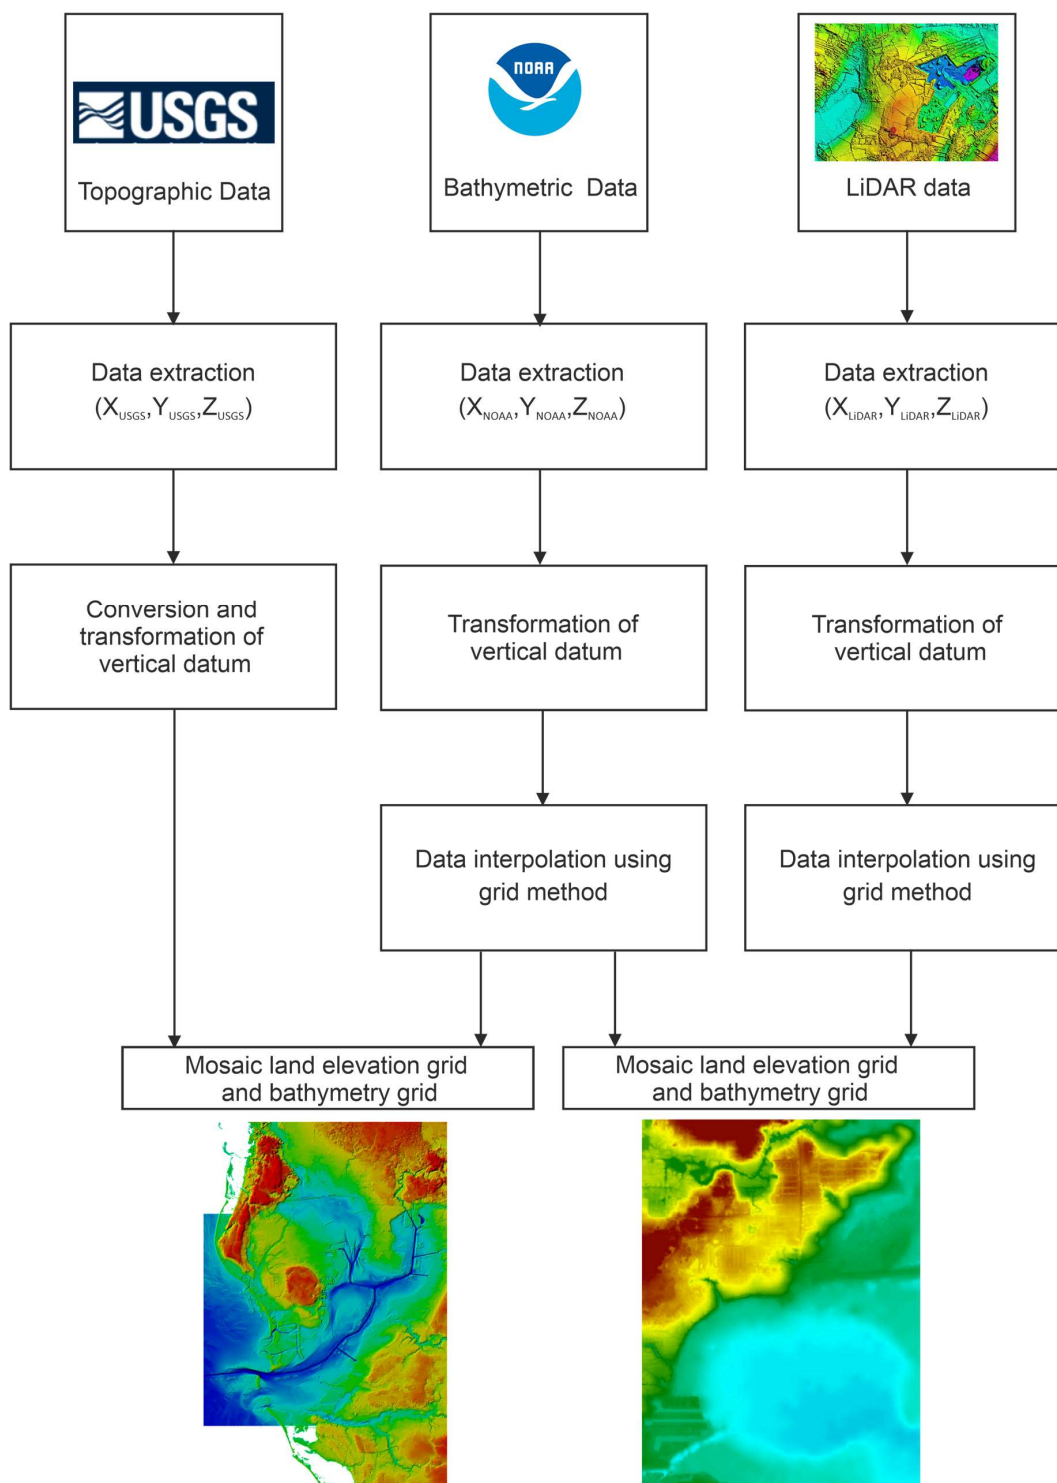 USGS
Topographic Data
NOAA
Bathymetric Data
LiDAR data
Data extraction
(XUSGS,YUSGS,ZUSGS)
Data extraction
(XNOAA,YNOAA,ZNOAA)
Data extraction
(XLiDAR,YLiDAR,ZLiDAR)
Conversion and
transformation of
vertical datum
Transformation of
vertical datum
Transformation of
vertical datum
Data interpolation using
grid method
Data interpolation using
grid method
Mosaic land elevation grid
and bathymetry grid
Mosaic land elevation grid
and bathymetry grid